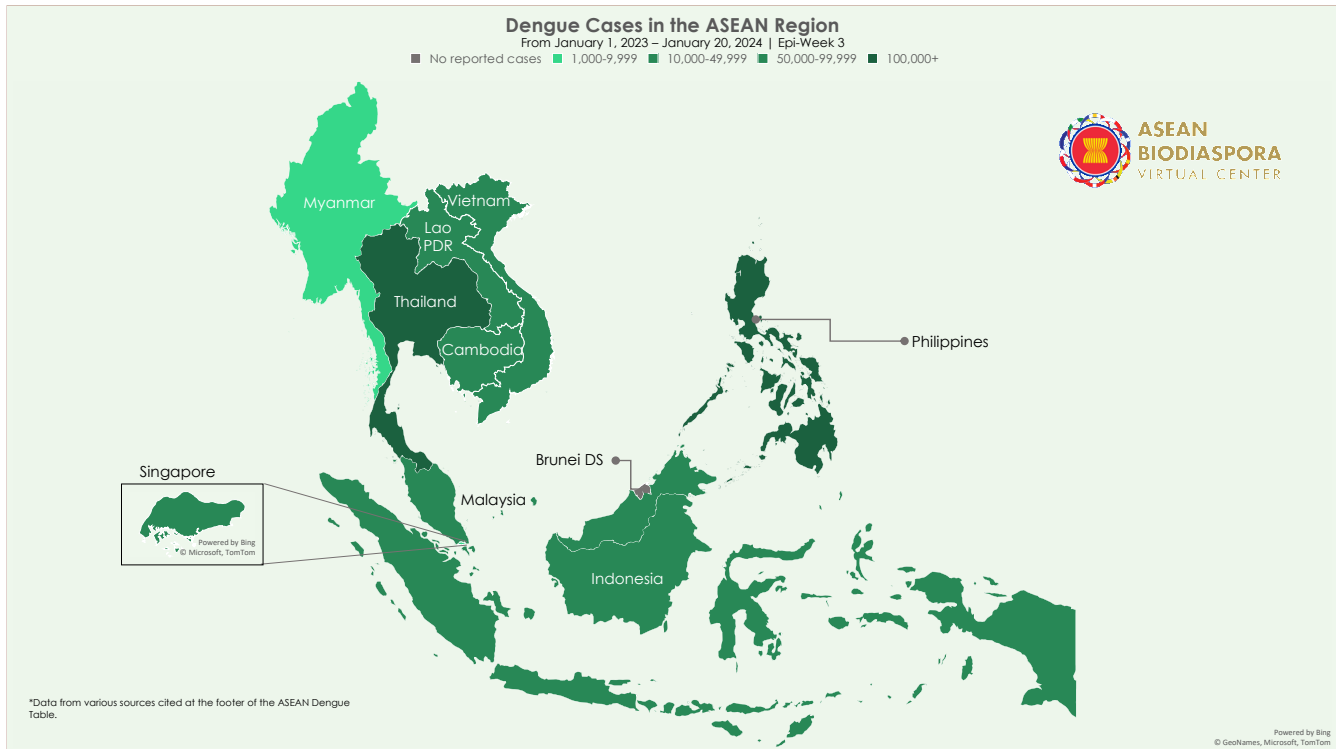 Dengue Cases in the ASEAN Region
From January 1, 2023 – January 20, 2024 | Epi-Week 3
No reported cases 1,000-9,999 10,000-49,999 50,000-99,999 100,000+
ASEAN
BIODIASPORA
VIRTUAL CENTER
Myanmar
Vietnam
Lao
PDR
Thailand
Cambodia
Philippines
Brunei DS
Singapore
Malaysia
Powered by Bing
© Microsoft, TomTom
Indonesia
*Data from various sources cited at the footer of the ASEAN Dengue
Table.
Powered by Bing
© GeoNames, Microsoft, TomTom